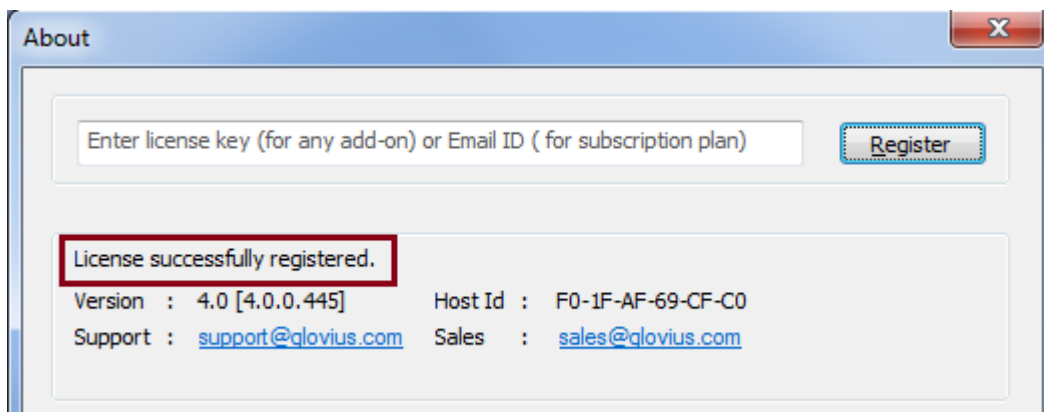 About
Enter license key (for any add-on) or Email ID ( for subscription plan)
Register
License successfully registered.
Version : 4.0 [4.0.0.445] Host Id : F0-1F-AF-69-CF-C0
Support : support@glovius.com Sales : sales@glovius.com